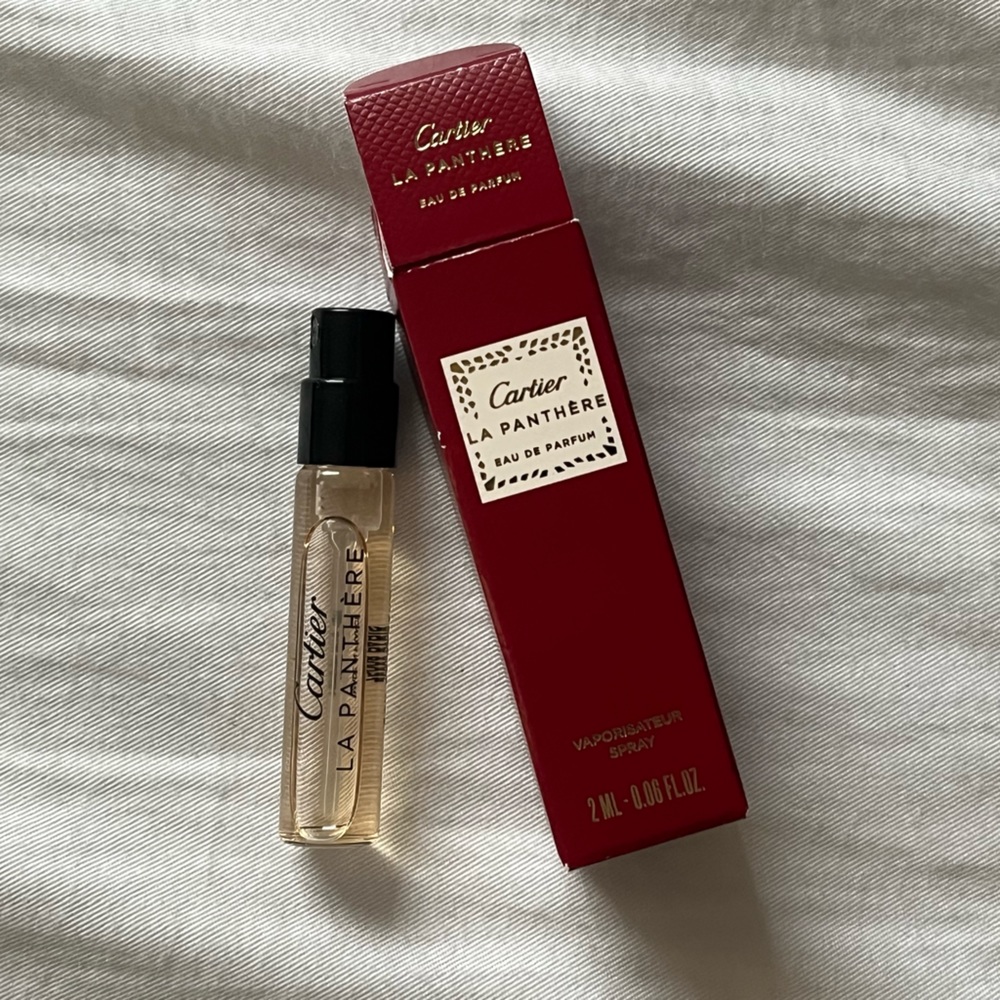 Cartier
LA PANTHÈRE
EAU DE PARFUM
Cartier
LA PANTHÈRE
EAU DE PARFUM
VAPORISATEUR
SPRAY
2 ML - 0.06 FL.OZ.
Cartier
LA PANTHÈRE